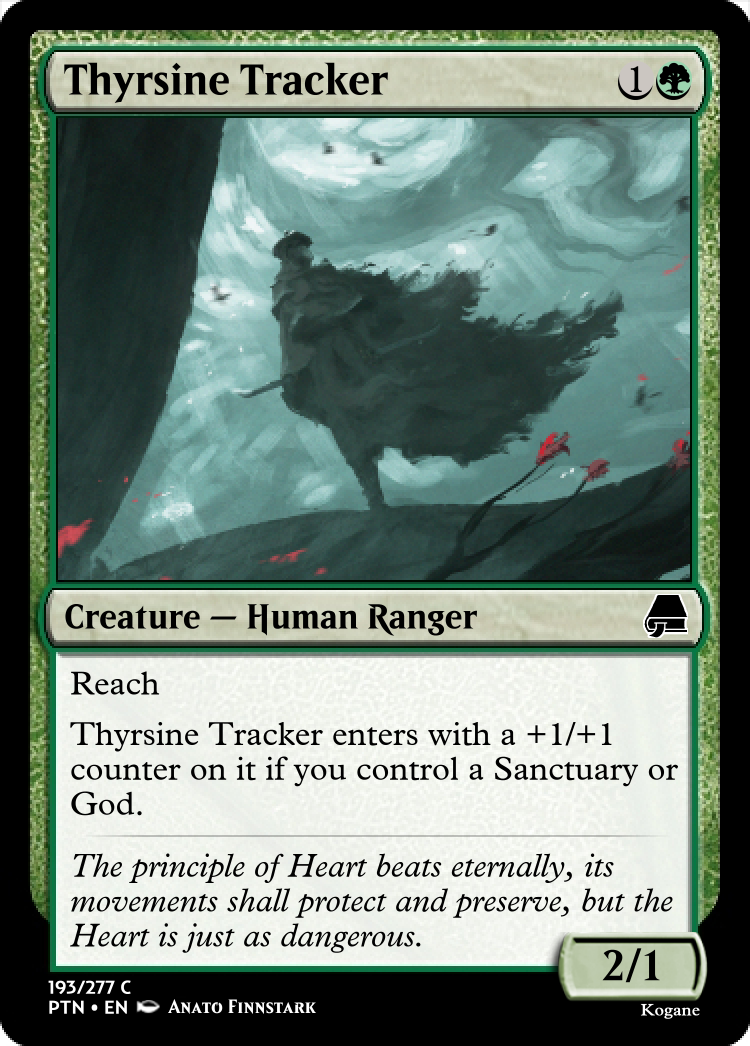 Thyrsine Tracker 1
Creature — Human Ranger
Reach
Thyrsine Tracker enters with a +1/+1
counter on it if you control a Sanctuary or
God.
The principle of Heart beats eternally, its
movements shall protect and preserve, but the
Heart is just as dangerous.
2/1
193/277 C
PTN • EN Anato Finnstark
Kogane